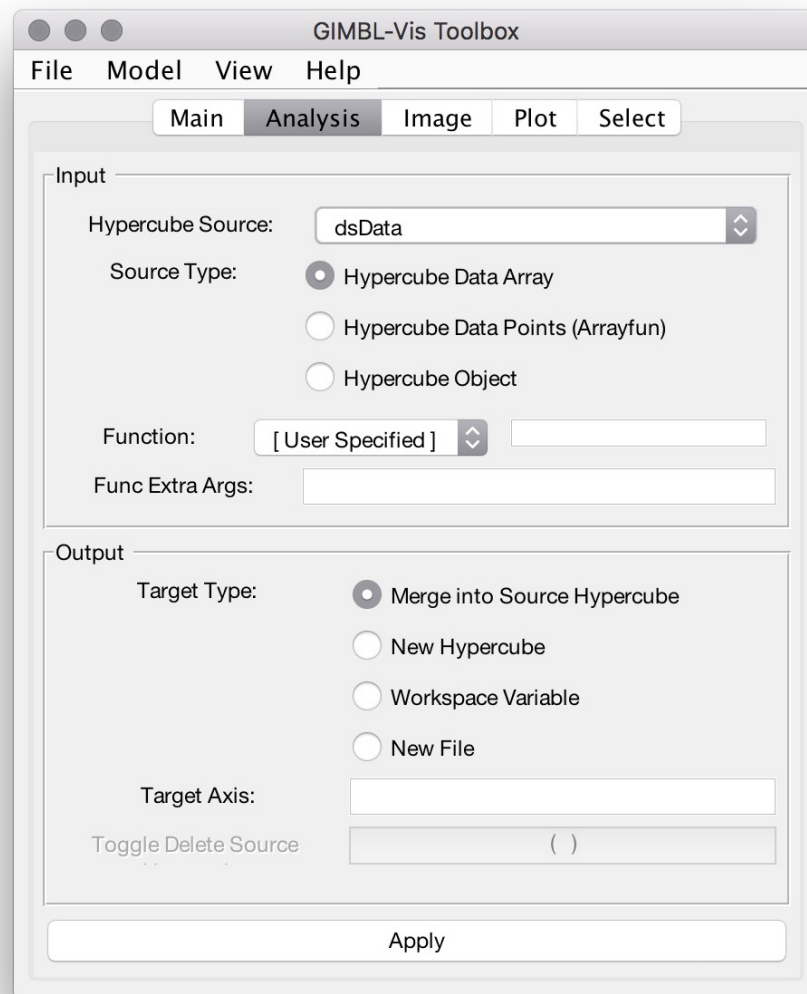 GIMBL-Vis Toolbox
File Model View Help
Main Analysis Image Plot Select
Input
Hypercube Source: dsData
Source Type: Hypercube Data Array
Hypercube Data Points (Arrayfun)
Hypercube Object
Function: [ User Specified ]
Func Extra Args:
Output
Target Type: Merge into Source Hypercube
New Hypercube
Workspace Variable
New File
Target Axis:
Toggle Delete Source ( )
Apply